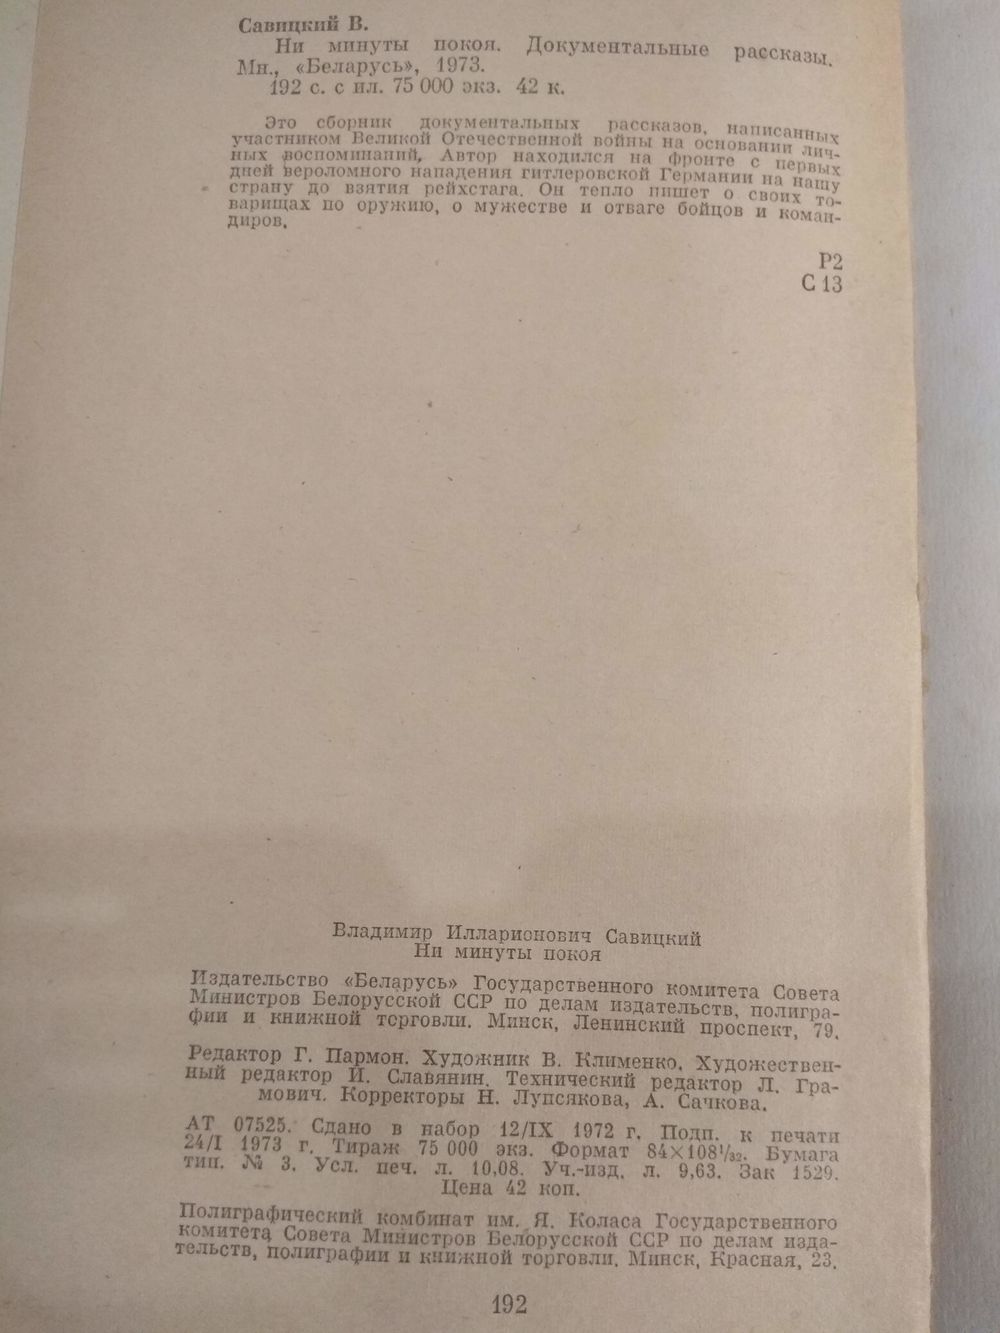 Савицкий В.
Ни минуты покоя. Документальные рассказы.
Мн., «Беларусь», 1973.
192 с. с ил. 75 000 экз. 42 к.
Это сборник документальных рассказов, написанных
участником Великой Отечественной войны на основании лич-
ных воспоминаний. Автор находился на фронте с первых
дней вероломного нападения гитлеровской Германии на нашу
страну до взятия рейхстага. Он тепло пишет о своих то-
варищах по оружию, о мужестве и отваге бойцов и коман-
диров.
Р2
С 13
Владимир Илларионович Савицкий
Ни минуты покоя
Издательство «Беларусь» Государственного комитета Совета
Министров Белорусской ССР по делам издательств, полигра-
фии и книжной торговли. Минск, Ленинский проспект, 79.
Редактор Г. Пармон. Художник В. Клименко. Художествен-
ный редактор И. Славянин. Технический редактор Л. Гра-
мович. Корректоры Н. Лупсякова, А. Сачкова.
АТ 07525. Сдано в набор 12/IX 1972 г. Подп. к печати
24/I 1973 г. Тираж 75 000 экз. Формат 84×108¹/₃₂. Бумага
тип. № 3. Усл. печ. л. 10,08. Уч.-изд. л. 9,63. Зак 1529.
Цена 42 коп.
Полиграфический комбинат им. Я. Коласа Государственного
комитета Совета Министров Белорусской ССР по делам изда-
тельств, полиграфии и книжной торговли. Минск, Красная, 23.
192